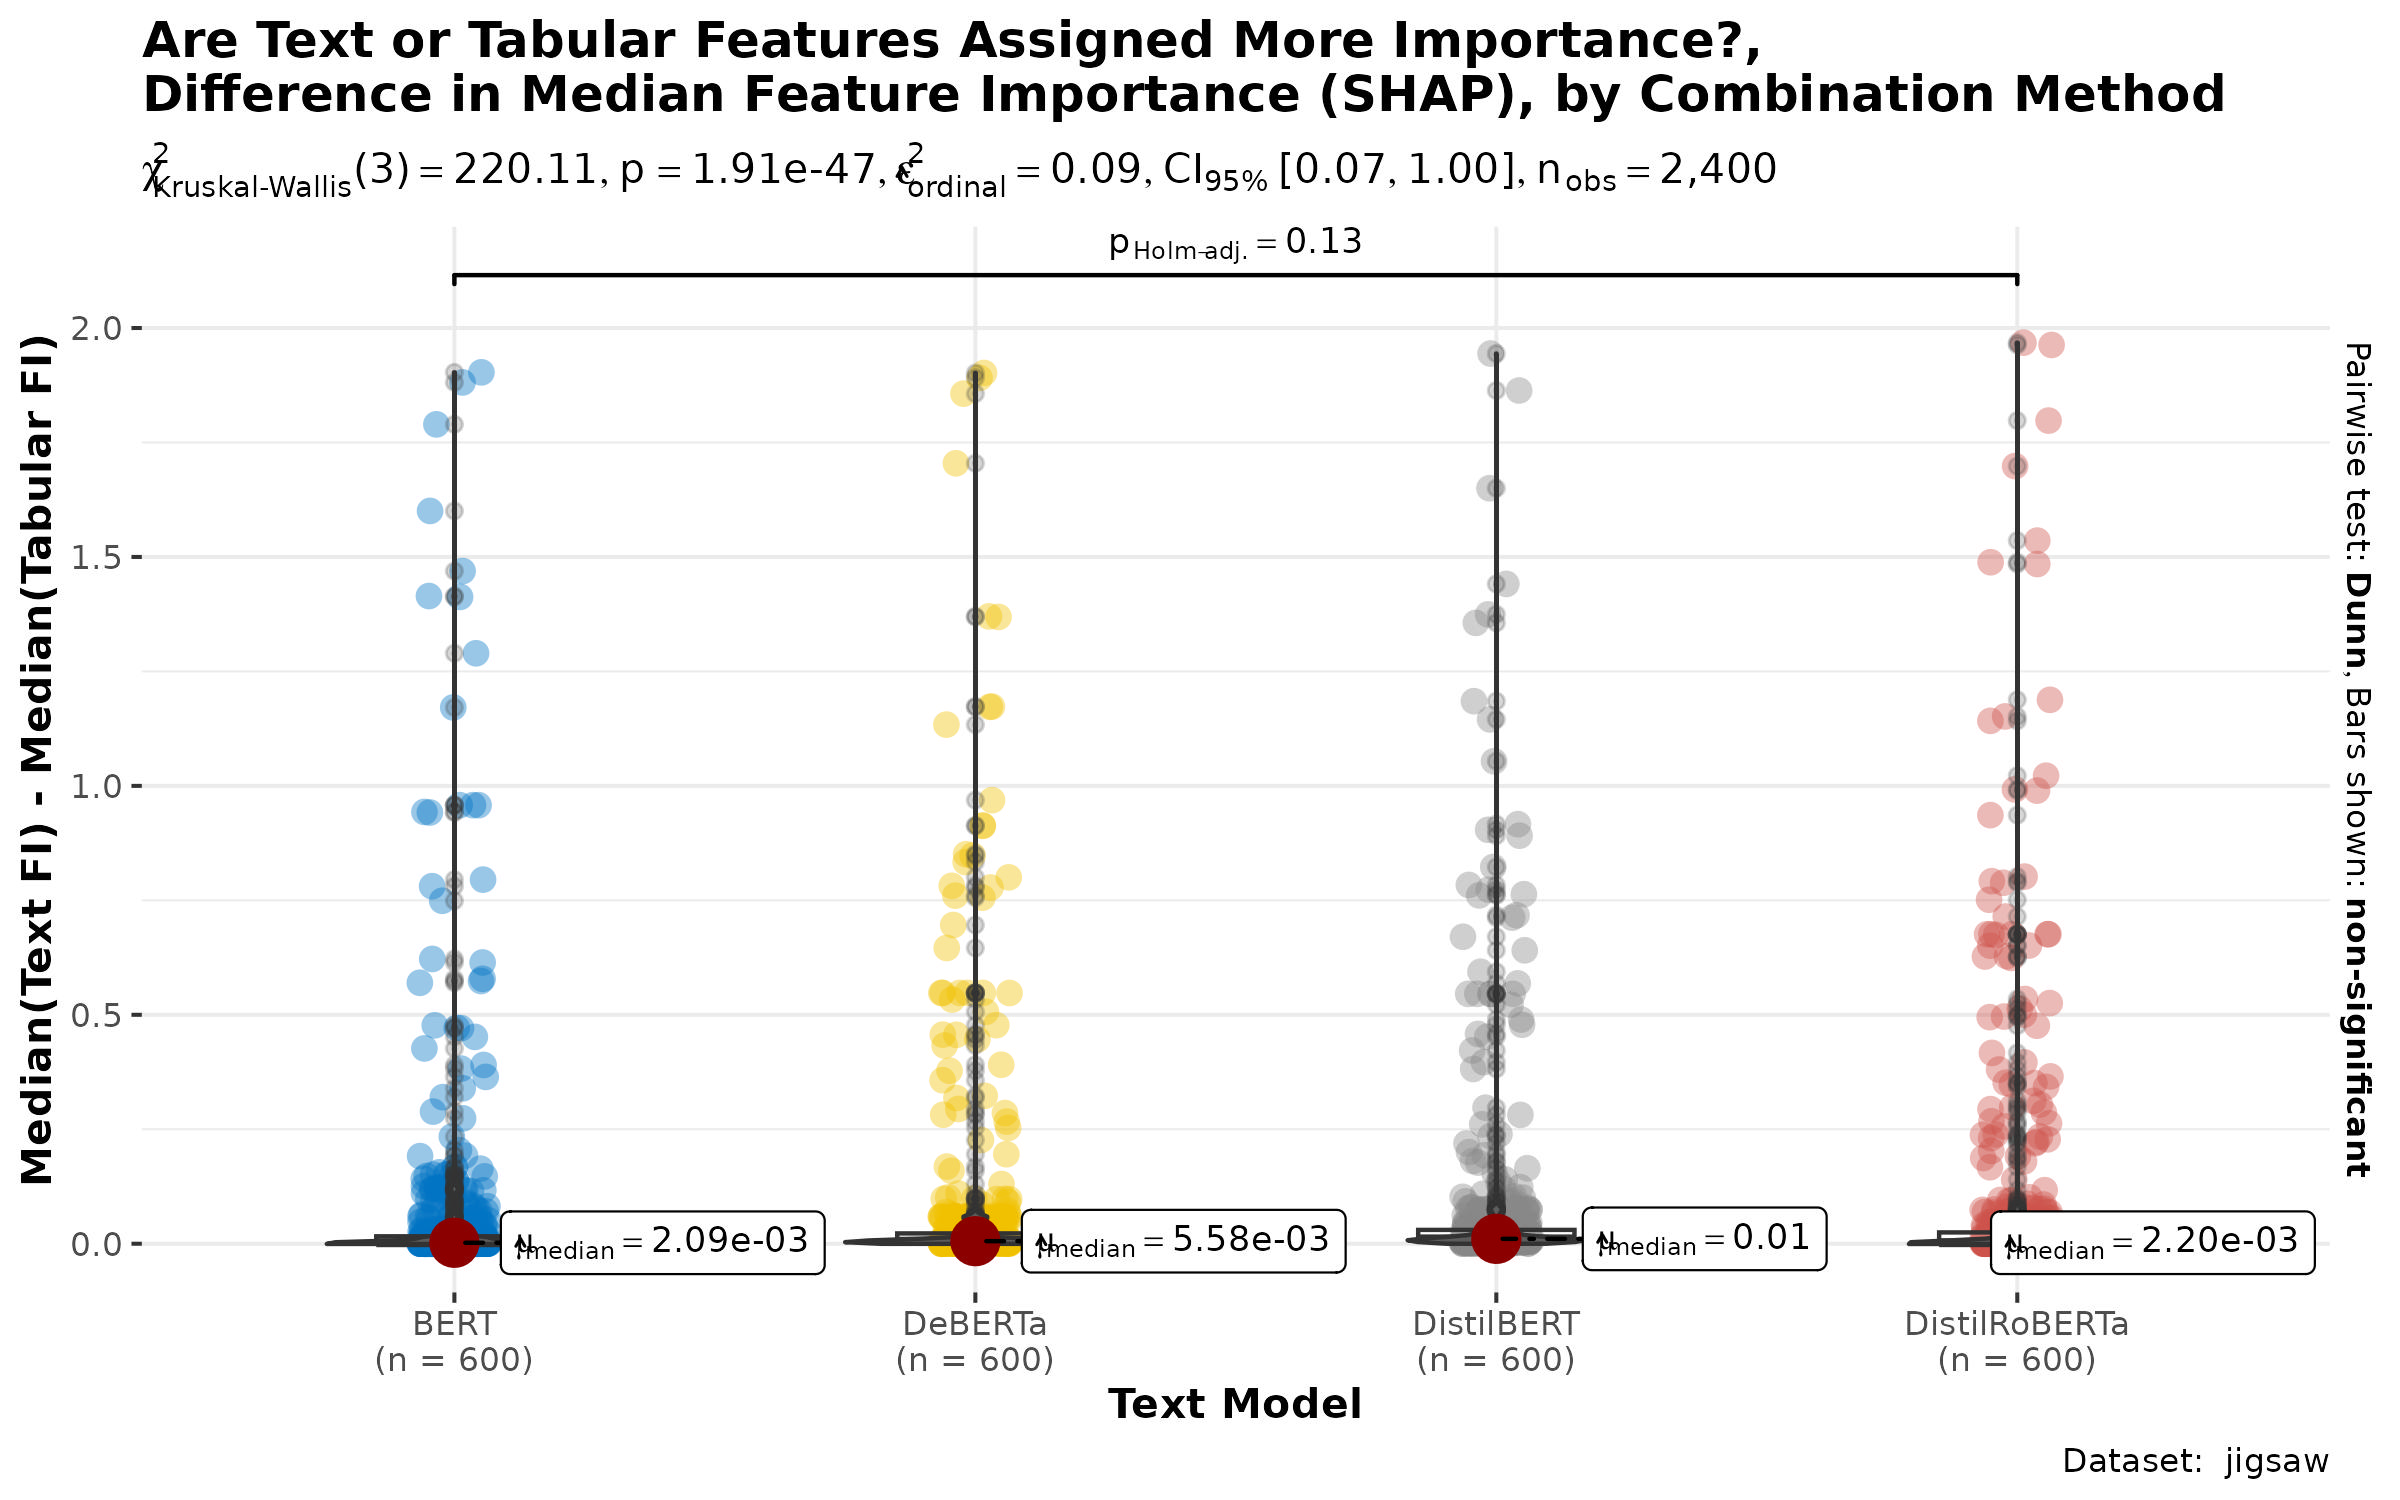 Are Text or Tabular Features Assigned More Importance?,
Difference in Median Feature Importance (SHAP), by Combination Method
χ²Kruskal-Wallis(3) = 220.11, p = 1.91e-47, ε̂²ordinal = 0.09, CI95% [0.07, 1.00], nobs = 2,400
pHolm-adj. = 0.13
Median(Text FI) - Median(Tabular FI)
2.0
1.5
1.0
0.5
0.0
μ̂median = 2.09e-03
μ̂median = 5.58e-03
μ̂median = 0.01
μ̂median = 2.20e-03
Pairwise test: Dunn, Bars shown: non-significant
BERT
(n = 600)
DeBERTa
(n = 600)
DistilBERT
(n = 600)
DistilRoBERTa
(n = 600)
Text Model
Dataset: jigsaw